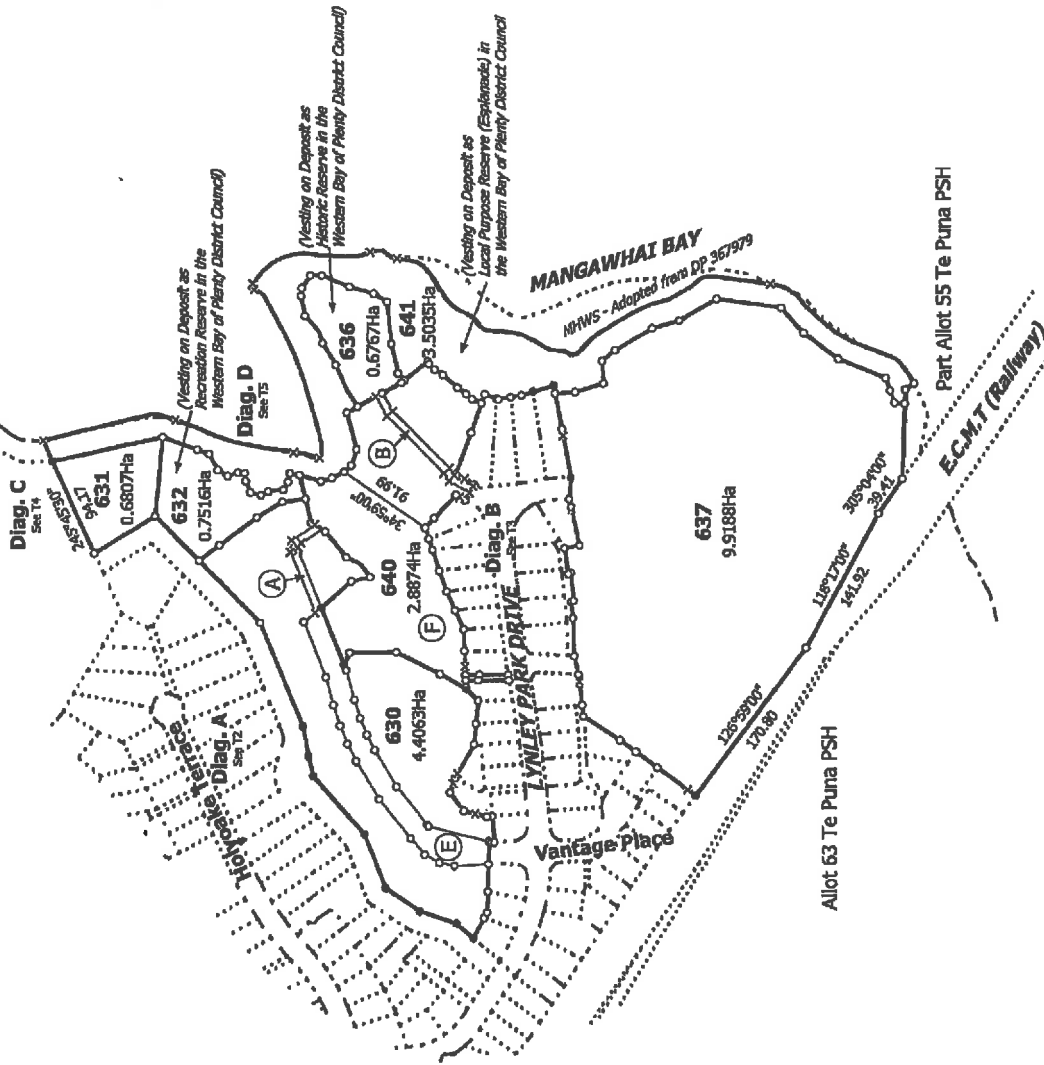 Diag. C
See T4
245°45'30"
94.17
631
0.6807Ha
(Vesting on Deposit as
Recreation Reserve in the
Western Bay of Plenty District Council)
632
0.7516Ha
Diag. D
See T5
(Vesting on Deposit as
Historic Reserve in the
Western Bay of Plenty District Council)
636
0.6767Ha
641
3.5035Ha
(Vesting on Deposit as
Local Purpose Reserve (Esplanade) in
the Western Bay of Plenty District Council
MANGAWHAI BAY
MHWS - Adopted from DP 367979
Holyoake Terrace
Diag. A
See T2
A
B
91.99
34°59'00"
640
2.8874Ha
F
Diag. B
See T3
630
4.4063Ha
E
LYNLEY PARK DRIVE
Vantage Place
637
9.9188Ha
305°04'00"
39.41
118°17'00"
141.92
126°59'00"
170.80
Part Allot 55 Te Puna PSH
E.C.M.T (Railway)
Allot 63 Te Puna PSH